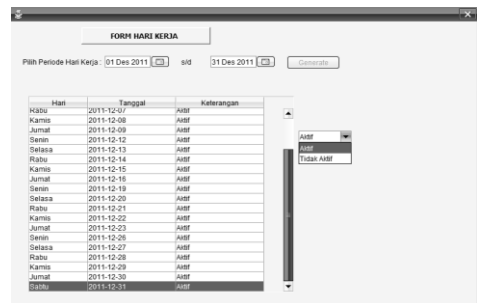 FORM HARI KERJA
Pilih Periode Hari Kerja : 01 Des 2011 s/d 31 Des 2011 Generate
Hari Tanggal Keterangan
Rabu 2011-12-07 Aktif
Kamis 2011-12-08 Aktif
Jumat 2011-12-09 Aktif
Senin 2011-12-12 Aktif
Selasa 2011-12-13 Aktif
Rabu 2011-12-14 Aktif
Kamis 2011-12-15 Aktif
Jumat 2011-12-16 Aktif
Senin 2011-12-19 Aktif
Selasa 2011-12-20 Aktif
Rabu 2011-12-21 Aktif
Kamis 2011-12-22 Aktif
Jumat 2011-12-23 Aktif
Senin 2011-12-26 Aktif
Selasa 2011-12-27 Aktif
Rabu 2011-12-28 Aktif
Kamis 2011-12-29 Aktif
Jumat 2011-12-30 Aktif
Sabtu 2011-12-31 Aktif
Aktif
Aktif
Tidak Aktif